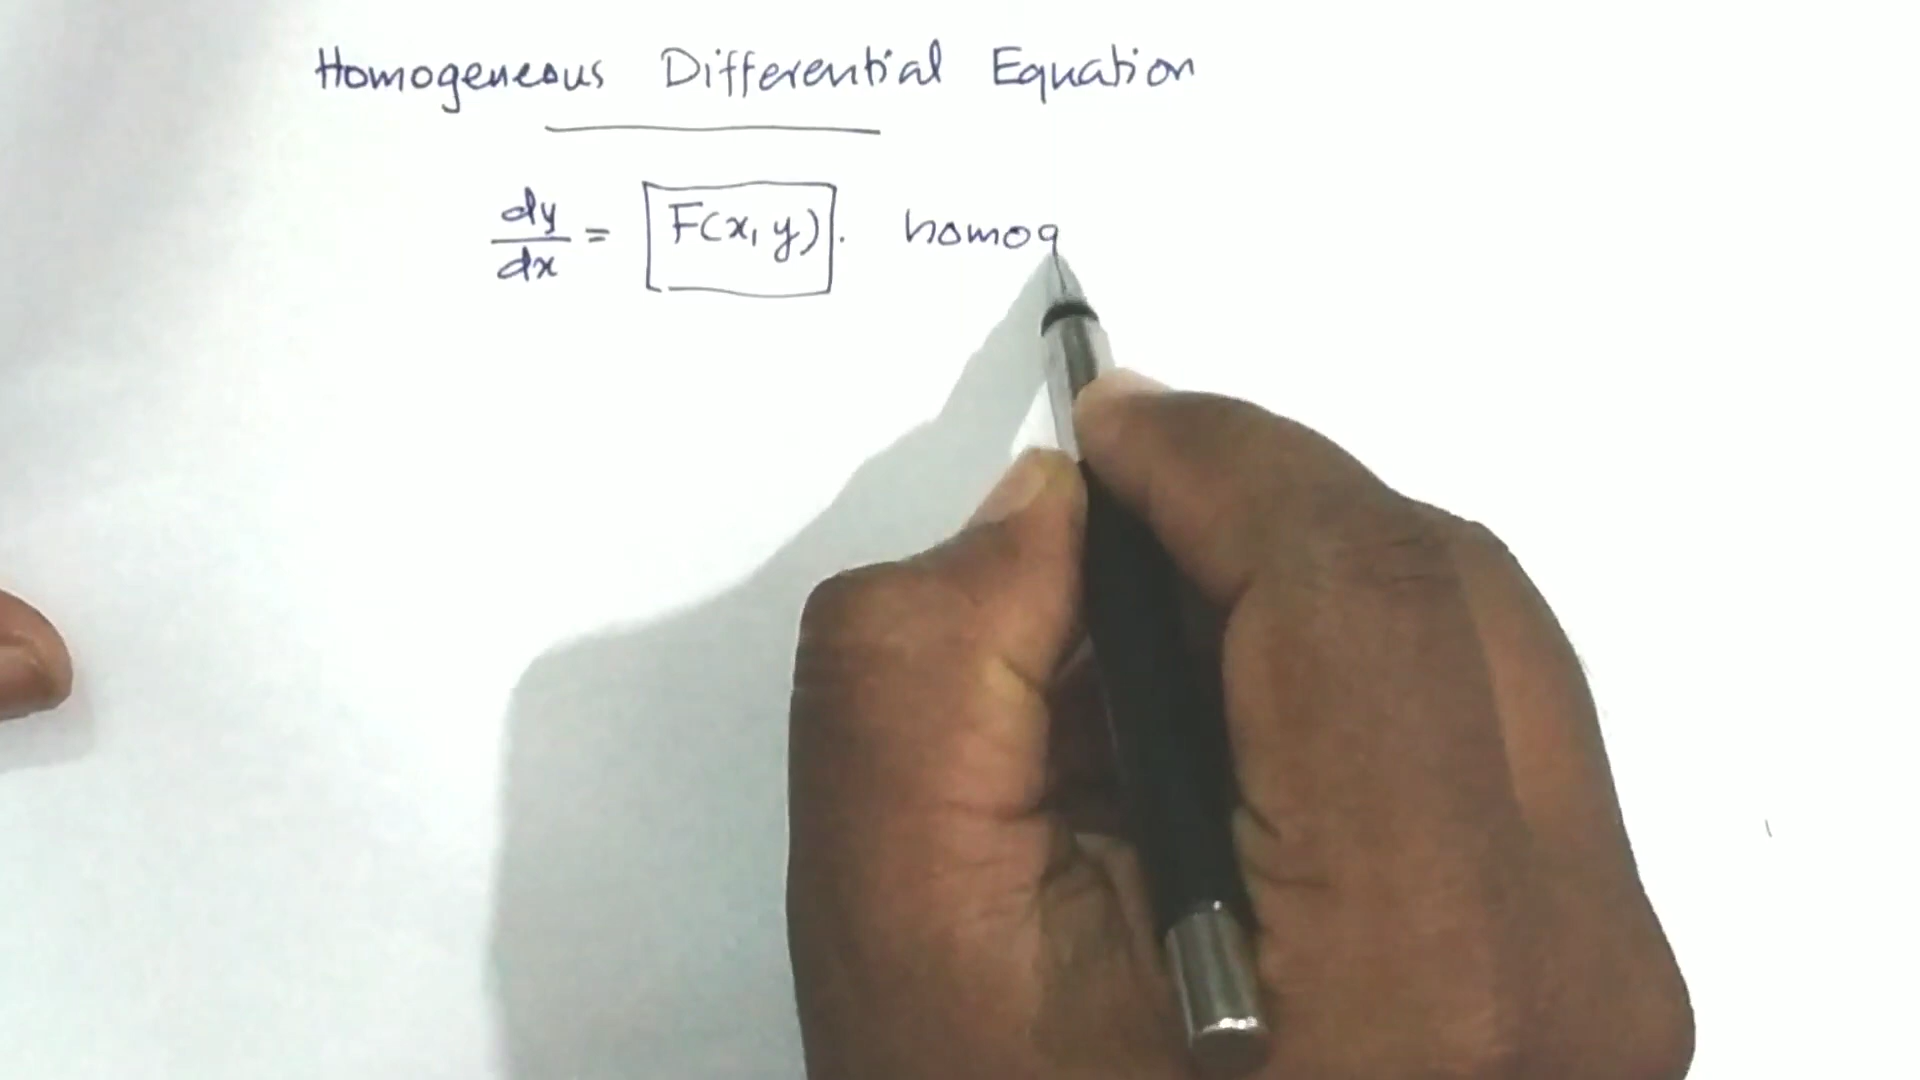 Homogeneous Differential Equation
dy/dx = F(x, y). homog